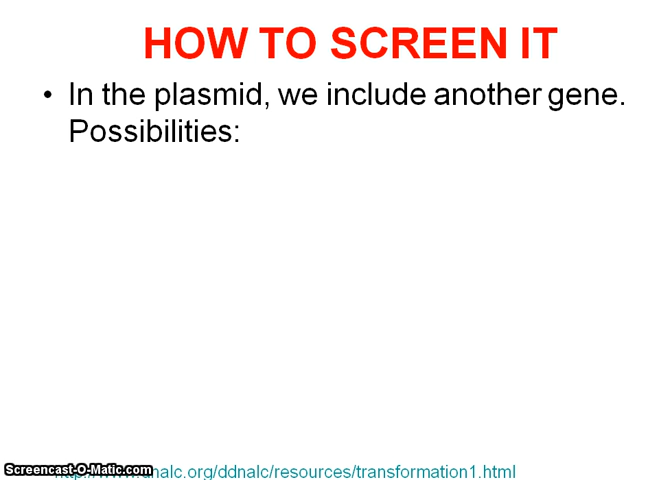 HOW TO SCREEN IT
• In the plasmid, we include another gene.
Possibilities:
Screencast-O-Matic.com
.dnalc.org/ddnalc/resources/transformation1.html